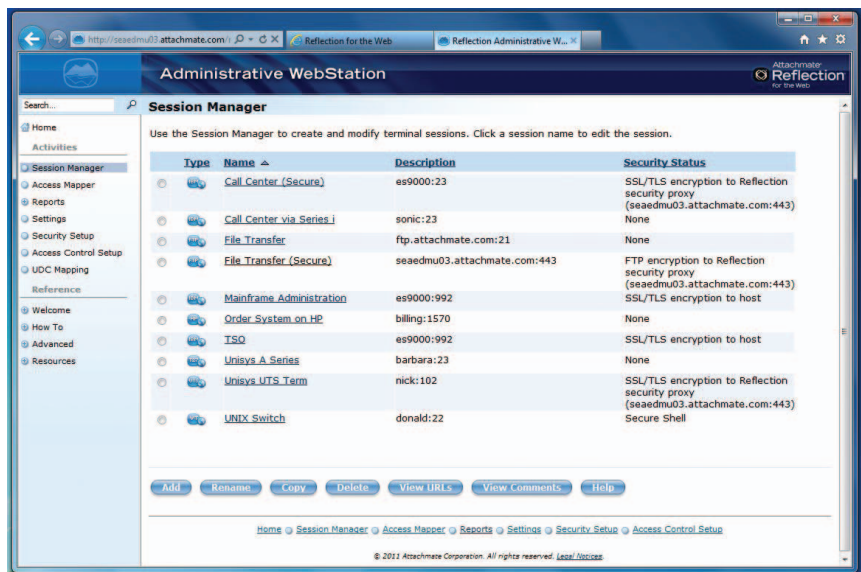 http://seaedmu03.attachmate.com/r
Reflection for the Web
Reflection Administrative W...
Administrative WebStation
Attachmate
Reflection
for the Web
Search...
Home
Activities
Session Manager
Access Mapper
Reports
Settings
Security Setup
Access Control Setup
UDC Mapping
Reference
Welcome
How To
Advanced
Resources
Session Manager
Use the Session Manager to create and modify terminal sessions. Click a session name to edit the session.
Type Name Description Security Status
Call Center (Secure) es9000:23 SSL/TLS encryption to Reflection
security proxy
(seaedmu03.attachmate.com:443)
Call Center via Series i sonic:23 None
File Transfer ftp.attachmate.com:21 None
File Transfer (Secure) seaedmu03.attachmate.com:443 FTP encryption to Reflection
security proxy
(seaedmu03.attachmate.com:443)
Mainframe Administration es9000:992 SSL/TLS encryption to host
Order System on HP billing:1570 None
TSO es9000:992 SSL/TLS encryption to host
Unisys A Series barbara:23 None
Unisys UTS Term nick:102 SSL/TLS encryption to Reflection
security proxy
(seaedmu03.attachmate.com:443)
UNIX Switch donald:22 Secure Shell
Add Rename Copy Delete View URLs View Comments Help
Home Session Manager Access Mapper Reports Settings Security Setup Access Control Setup
© 2011 Attachmate Corporation. All rights reserved. Legal Notices.